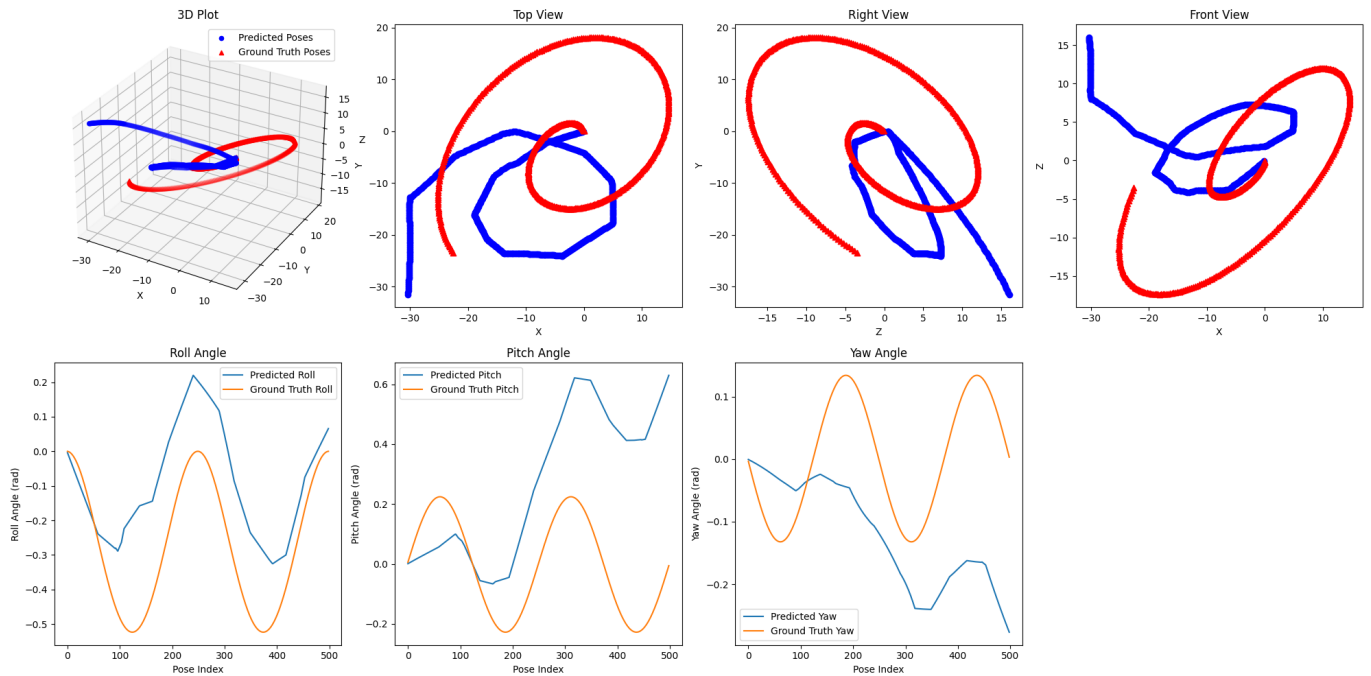 3D Plot
Predicted Poses
Ground Truth Poses
15
10
5
0
−5
−10
−15
Z
−30
−20
−10
0
10
X
−30
−20
−10
0
10
20
Y
Top View
20
10
0
−10
−20
−30
Y
−30
−20
−10
0
10
X
Right View
20
10
0
−10
−20
−30
Y
−15
−10
−5
0
5
10
15
Z
Front View
15
10
5
0
−5
−10
−15
Z
−30
−20
−10
0
10
X
Roll Angle
Predicted Roll
Ground Truth Roll
0.2
0.1
0.0
−0.1
−0.2
−0.3
−0.4
−0.5
Roll Angle (rad)
0
100
200
300
400
500
Pose Index
Pitch Angle
Predicted Pitch
Ground Truth Pitch
0.6
0.4
0.2
0.0
−0.2
Pitch Angle (rad)
0
100
200
300
400
500
Pose Index
Yaw Angle
0.1
0.0
−0.1
−0.2
Yaw Angle (rad)
Predicted Yaw
Ground Truth Yaw
0
100
200
300
400
500
Pose Index